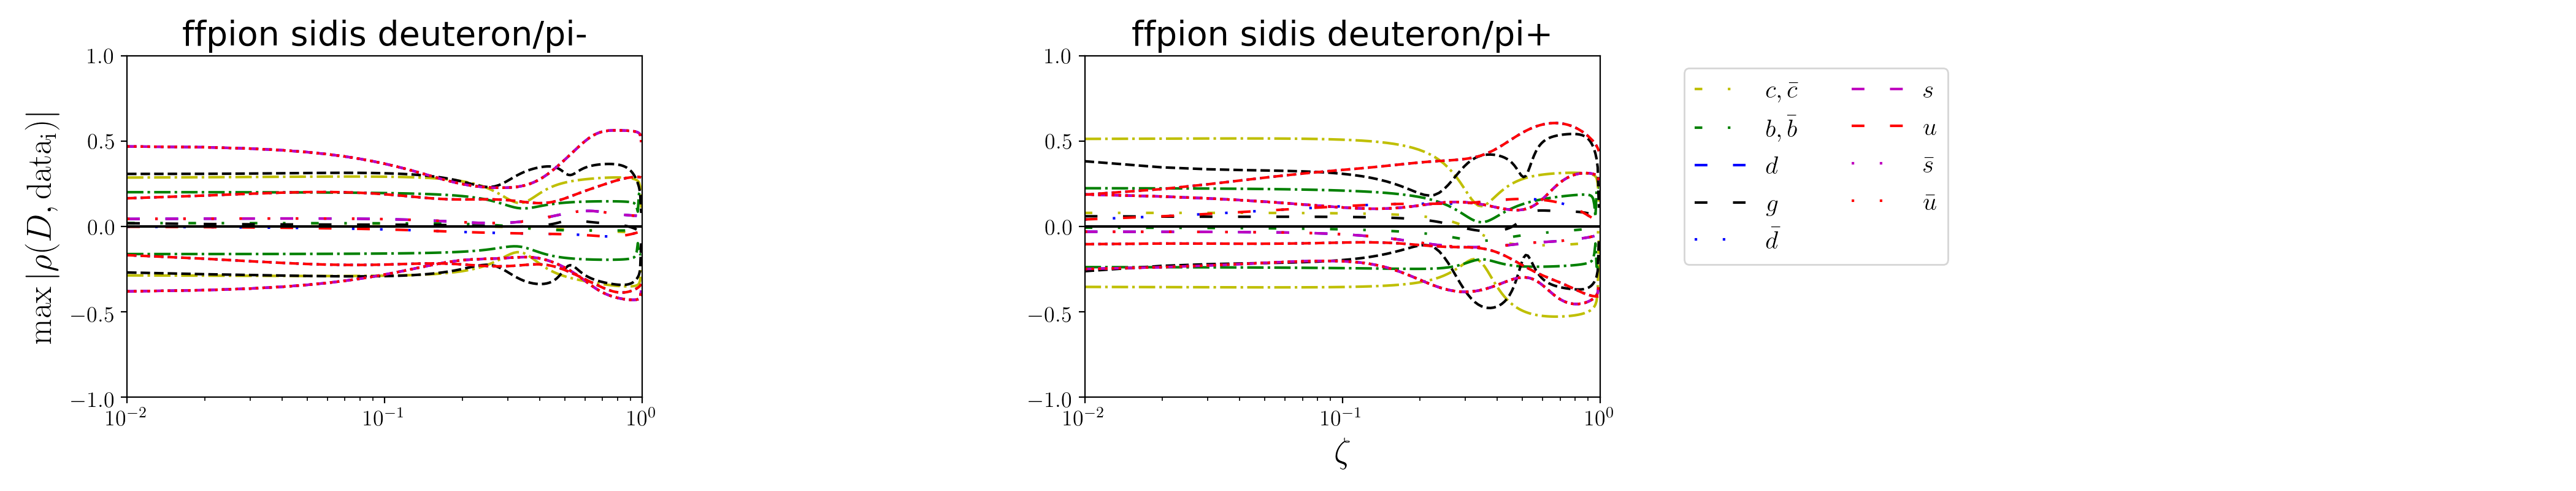 ffpion sidis deuteron/pi-
max |ρ(D, data_i)|
1.0
0.5
0.0
−0.5
−1.0
10^−2
10^−1
10^0
ffpion sidis deuteron/pi+
1.0
0.5
0.0
−0.5
−1.0
10^−2
10^−1
10^0
ζ
c, c̄
b, b̄
d
g
d̄
s
u
s̄
ū